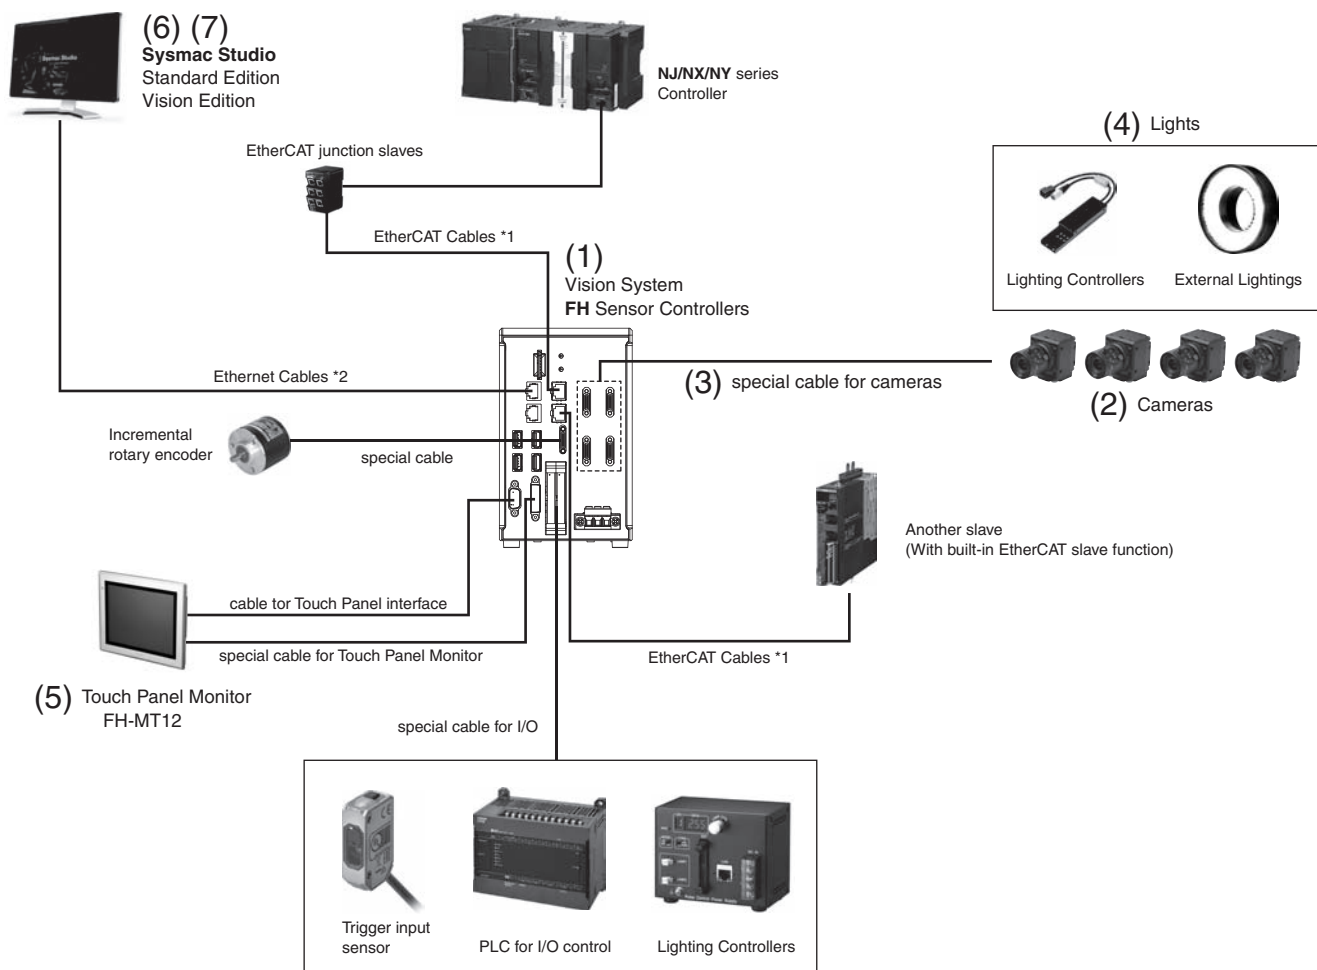 (6) (7)
Sysmac Studio
Standard Edition
Vision Edition
Sysmac Studio
NJ/NX/NY series
Controller
(4) Lights
EtherCAT junction slaves
Lighting Controllers
External Lightings
EtherCAT Cables *1
(1)
Vision System
FH Sensor Controllers
Ethernet Cables *2
(3) special cable for cameras
(2) Cameras
Incremental
rotary encoder
special cable
Another slave
(With built-in EtherCAT slave function)
cable tor Touch Panel interface
special cable for Touch Panel Monitor
EtherCAT Cables *1
(5) Touch Panel Monitor
FH-MT12
special cable for I/O
Trigger input
sensor
PLC for I/O control
Lighting Controllers